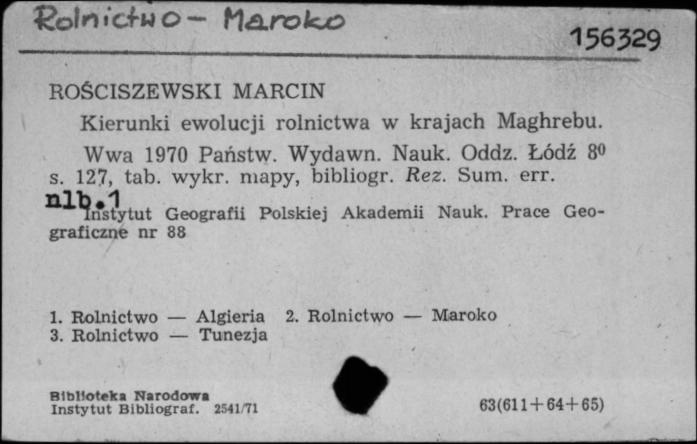 Rolnictwo - Maroko
156329
ROŚCISZEWSKI MARCIN
Kierunki ewolucji rolnictwa w krajach Maghrebu.
Wwa 1970 Państw. Wydawn. Nauk. Oddz. Łódź 8⁰
s. 127, tab. wykr. mapy, bibliogr. Rez. Sum. err.
nlb.1
Instytut Geografii Polskiej Akademii Nauk. Prace Geo-
graficzne nr 88
1. Rolnictwo — Algieria 2. Rolnictwo — Maroko
3. Rolnictwo — Tunezja
Biblioteka Narodowa
Instytut Bibliograf. 2541/71
63(611+64+65)